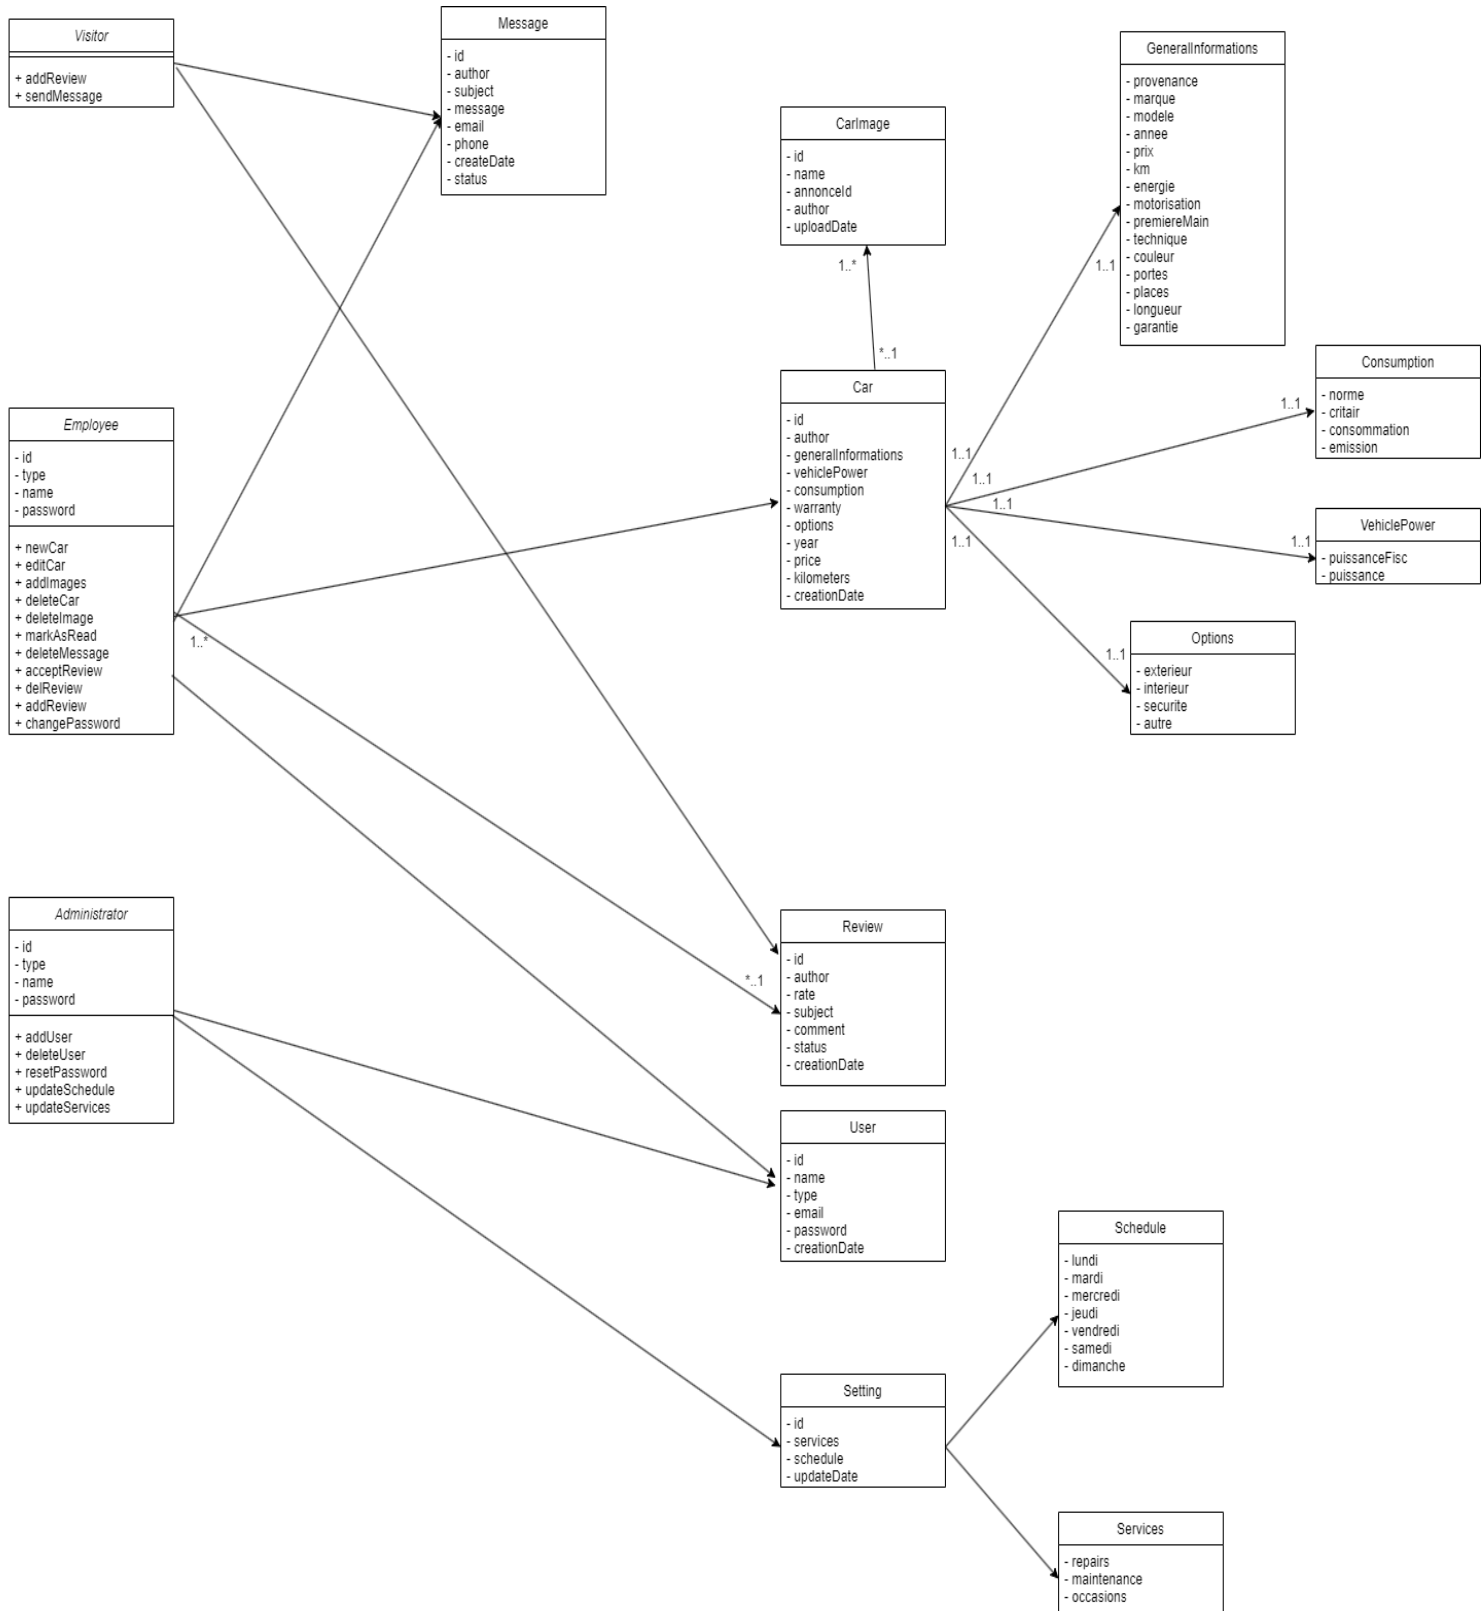 Visitor
+ addReview
+ sendMessage
Message
- id
- author
- subject
- message
- email
- phone
- createDate
- status
GeneralInformations
- provenance
- marque
- modele
- annee
- prix
- km
- energie
- motorisation
- premiereMain
- technique
- couleur
- portes
- places
- longueur
- garantie
CarImage
- id
- name
- annonceId
- author
- uploadDate
1..*
*..1
1..1
Car
- id
- author
- generalInformations
- vehiclePower
- consumption
- warranty
- options
- year
- price
- kilometers
- creationDate
1..1
1..1
1..1
1..1
1..1
1..1
1..1
Consumption
- norme
- critair
- consommation
- emission
VehiclePower
- puissanceFisc
- puissance
Options
- exterieur
- interieur
- securite
- autre
Employee
- id
- type
- name
- password
+ newCar
+ editCar
+ addImages
+ deleteCar
+ deleteImage
+ markAsRead
+ deleteMessage
+ acceptReview
+ delReview
+ addReview
+ changePassword
1..*
*..1
Administrator
- id
- type
- name
- password
+ addUser
+ deleteUser
+ resetPassword
+ updateSchedule
+ updateServices
Review
- id
- author
- rate
- subject
- comment
- status
- creationDate
User
- id
- name
- type
- email
- password
- creationDate
Schedule
- lundi
- mardi
- mercredi
- jeudi
- vendredi
- samedi
- dimanche
Setting
- id
- services
- schedule
- updateDate
Services
- repairs
- maintenance
- occasions